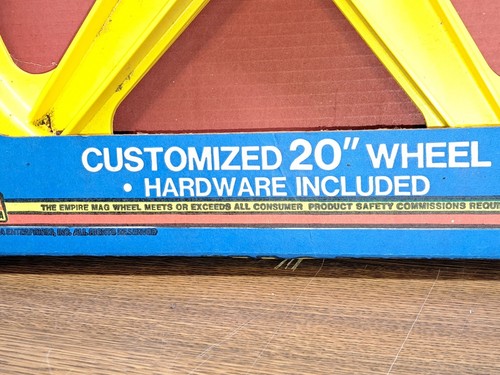 CUSTOMIZED 20" WHEEL
• HARDWARE INCLUDED
THE EMPIRE MAG WHEEL MEETS OR EXCEEDS ALL CONSUMER PRODUCT SAFETY COMMISSIONS REQUI
ENTERPRISES, INC. ALL RIGHTS RESERVED